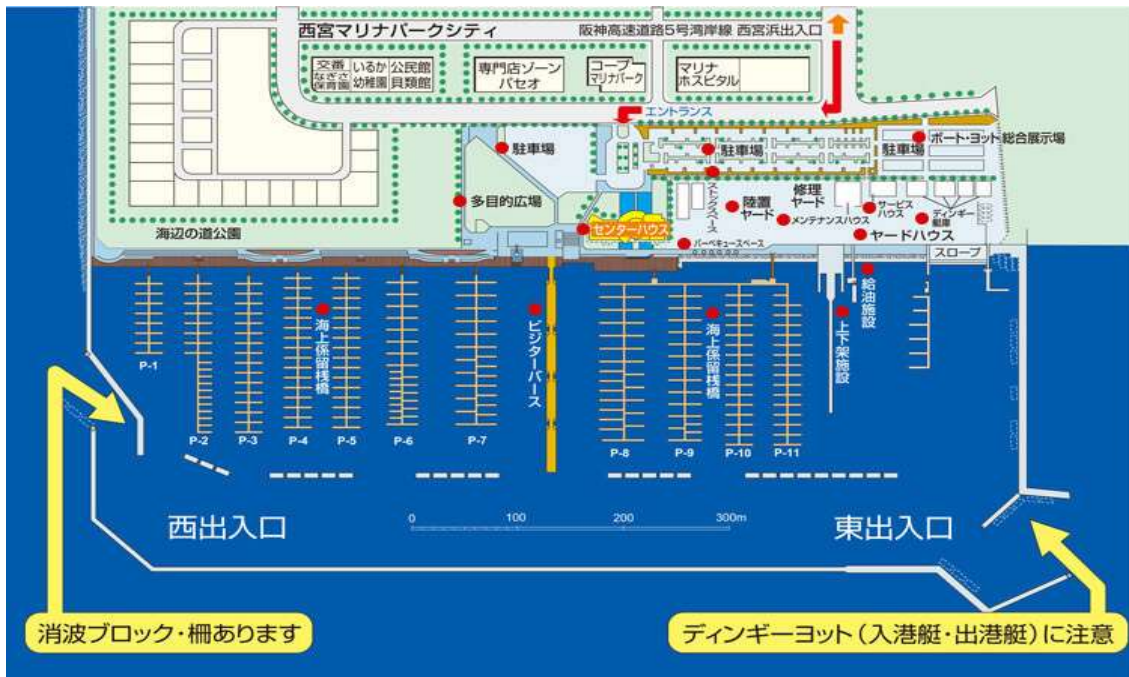 西宮マリナパークシティ
阪神高速道路5号湾岸線 西宮浜出入口
交番
なぎさ
保育園
いるか
幼稚園
公民館
貝類館
専門店ゾーン
パセオ
コープ
マリナパーク
マリナ
ホスピタル
エントランス
駐車場
駐車場
駐車場
ボート・ヨット総合展示場
多目的広場
海辺の道公園
センターハウス
ストックスペース
陸置
ヤード
修理
ヤード
メンテナンスハウス
サービス
ハウス
ディンギー
艇庫
ヤードハウス
バーベキュースペース
スロープ
給油施設
上下架施設
海上係留桟橋
ビジターバース
海上係留桟橋
P-1
P-2
P-3
P-4
P-5
P-6
P-7
P-8
P-9
P-10
P-11
西出入口
0
100
200
300m
東出入口
消波ブロック・柵あります
ディンギーヨット(入港艇・出港艇)に注意